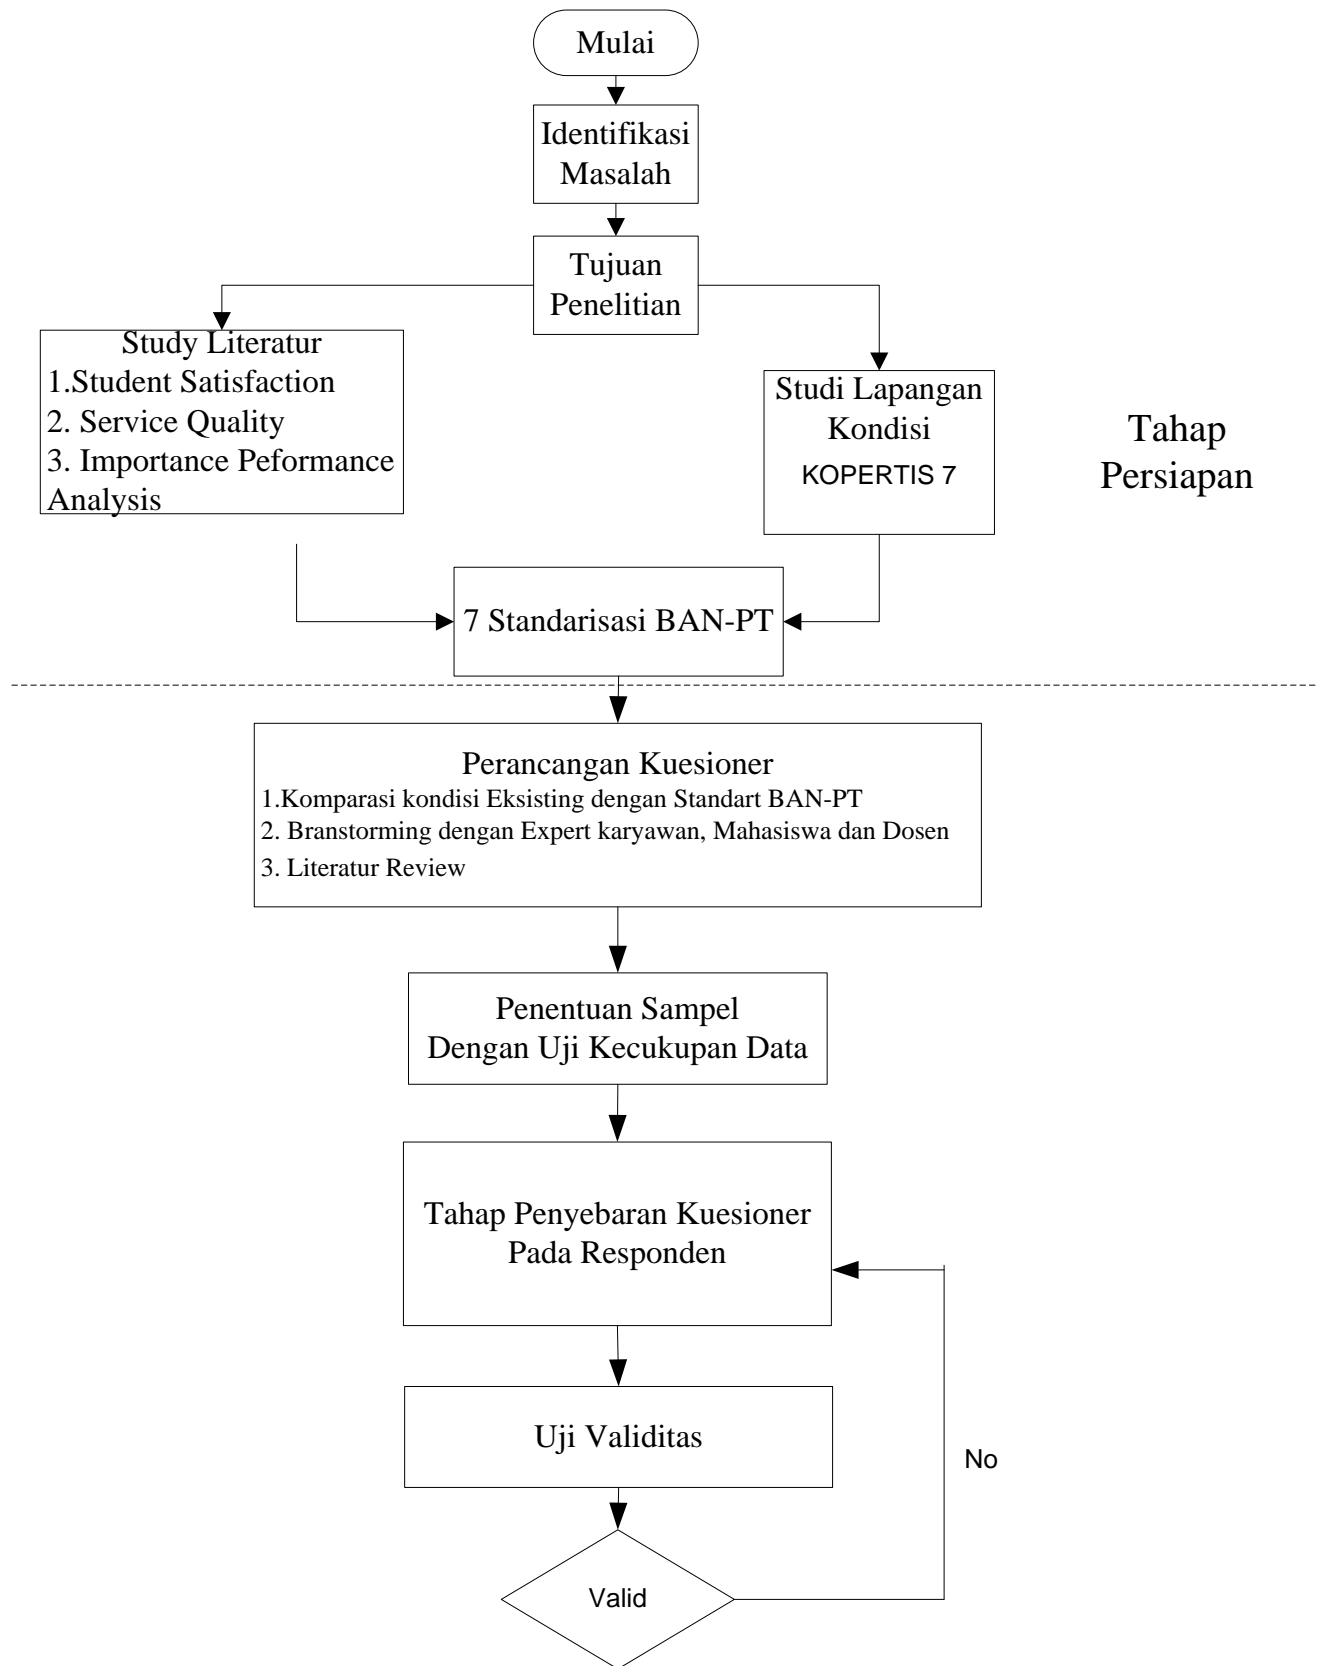 Mulai
Identifikasi
Masalah
Tujuan
Penelitian
Study Literatur
1.Student Satisfaction
2. Service Quality
3. Importance Peformance
Analysis
Studi Lapangan
Kondisi
KOPERTIS 7
Tahap
Persiapan
7 Standarisasi BAN-PT
Perancangan Kuesioner
1.Komparasi kondisi Eksisting dengan Standart BAN-PT
2. Branstorming dengan Expert karyawan, Mahasiswa dan Dosen
3. Literatur Review
Penentuan Sampel
Dengan Uji Kecukupan Data
Tahap Penyebaran Kuesioner
Pada Responden
Uji Validitas
No
Valid